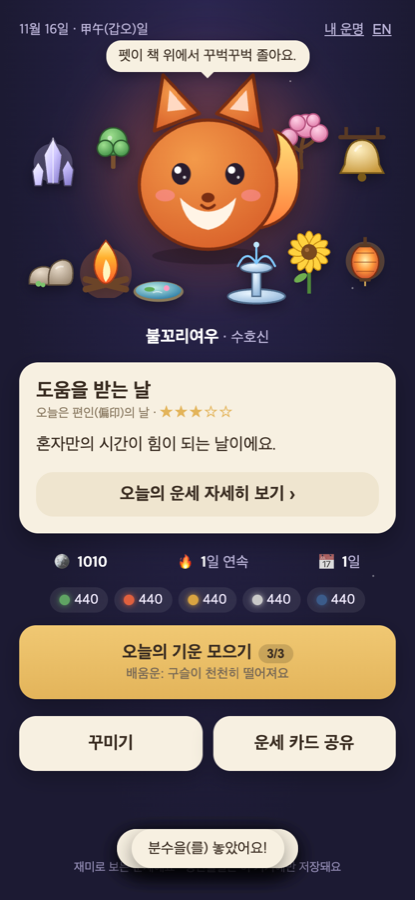 11월 16일 · 甲午(갑오)일
내 운명 EN
펫이 책 위에서 꾸벅꾸벅 졸아요.
불꼬리여우 · 수호신
도움을 받는 날
오늘은 편인(偏印)의 날 · ★★★☆☆
혼자만의 시간이 힘이 되는 날이에요.
오늘의 운세 자세히 보기 ›
1010 1일 연속 1일
440 440 440 440 440
오늘의 기운 모으기 3/3
배움운: 구슬이 천천히 떨어져요
꾸미기 운세 카드 공유
분수을(를) 놓았어요!
재미로 저장돼요